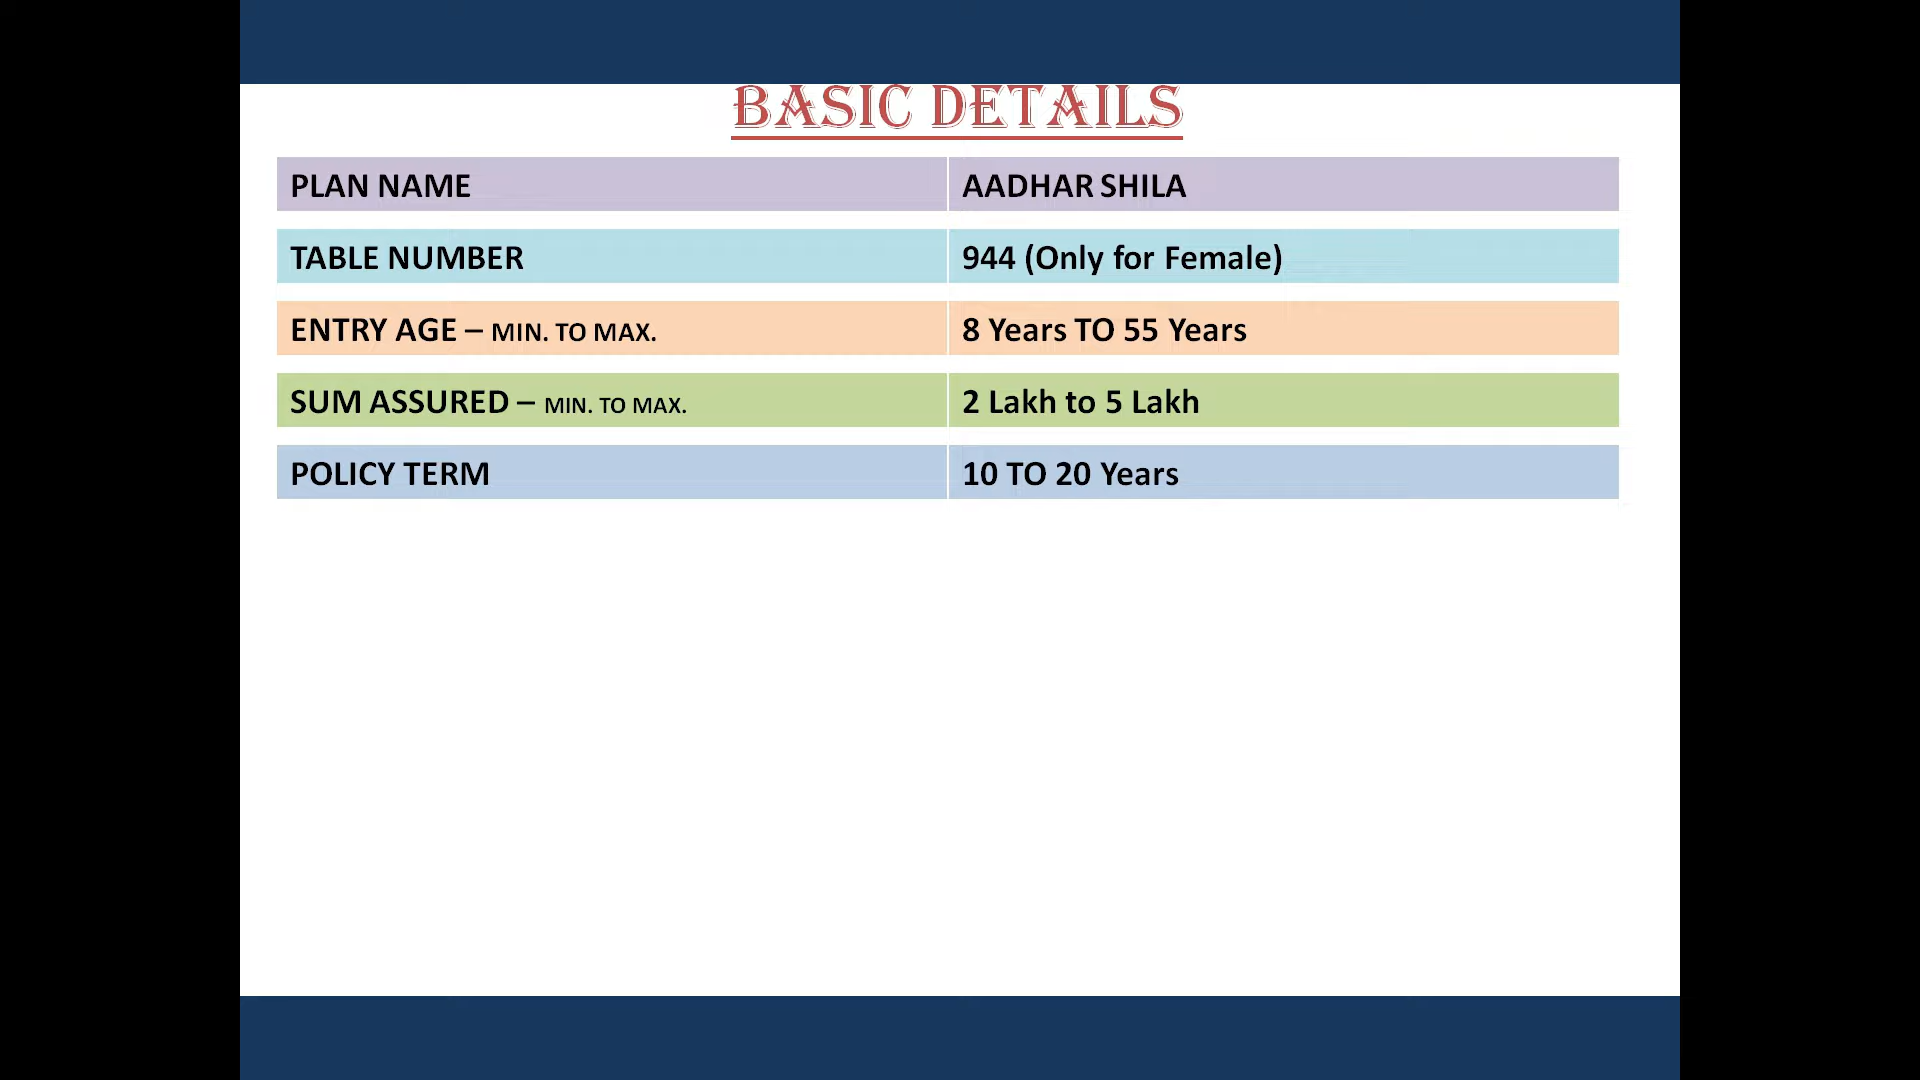 BASIC DETAILS
PLAN NAME AADHAR SHILA
TABLE NUMBER 944 (Only for Female)
ENTRY AGE – MIN. TO MAX. 8 Years TO 55 Years
SUM ASSURED – MIN. TO MAX. 2 Lakh to 5 Lakh
POLICY TERM 10 TO 20 Years